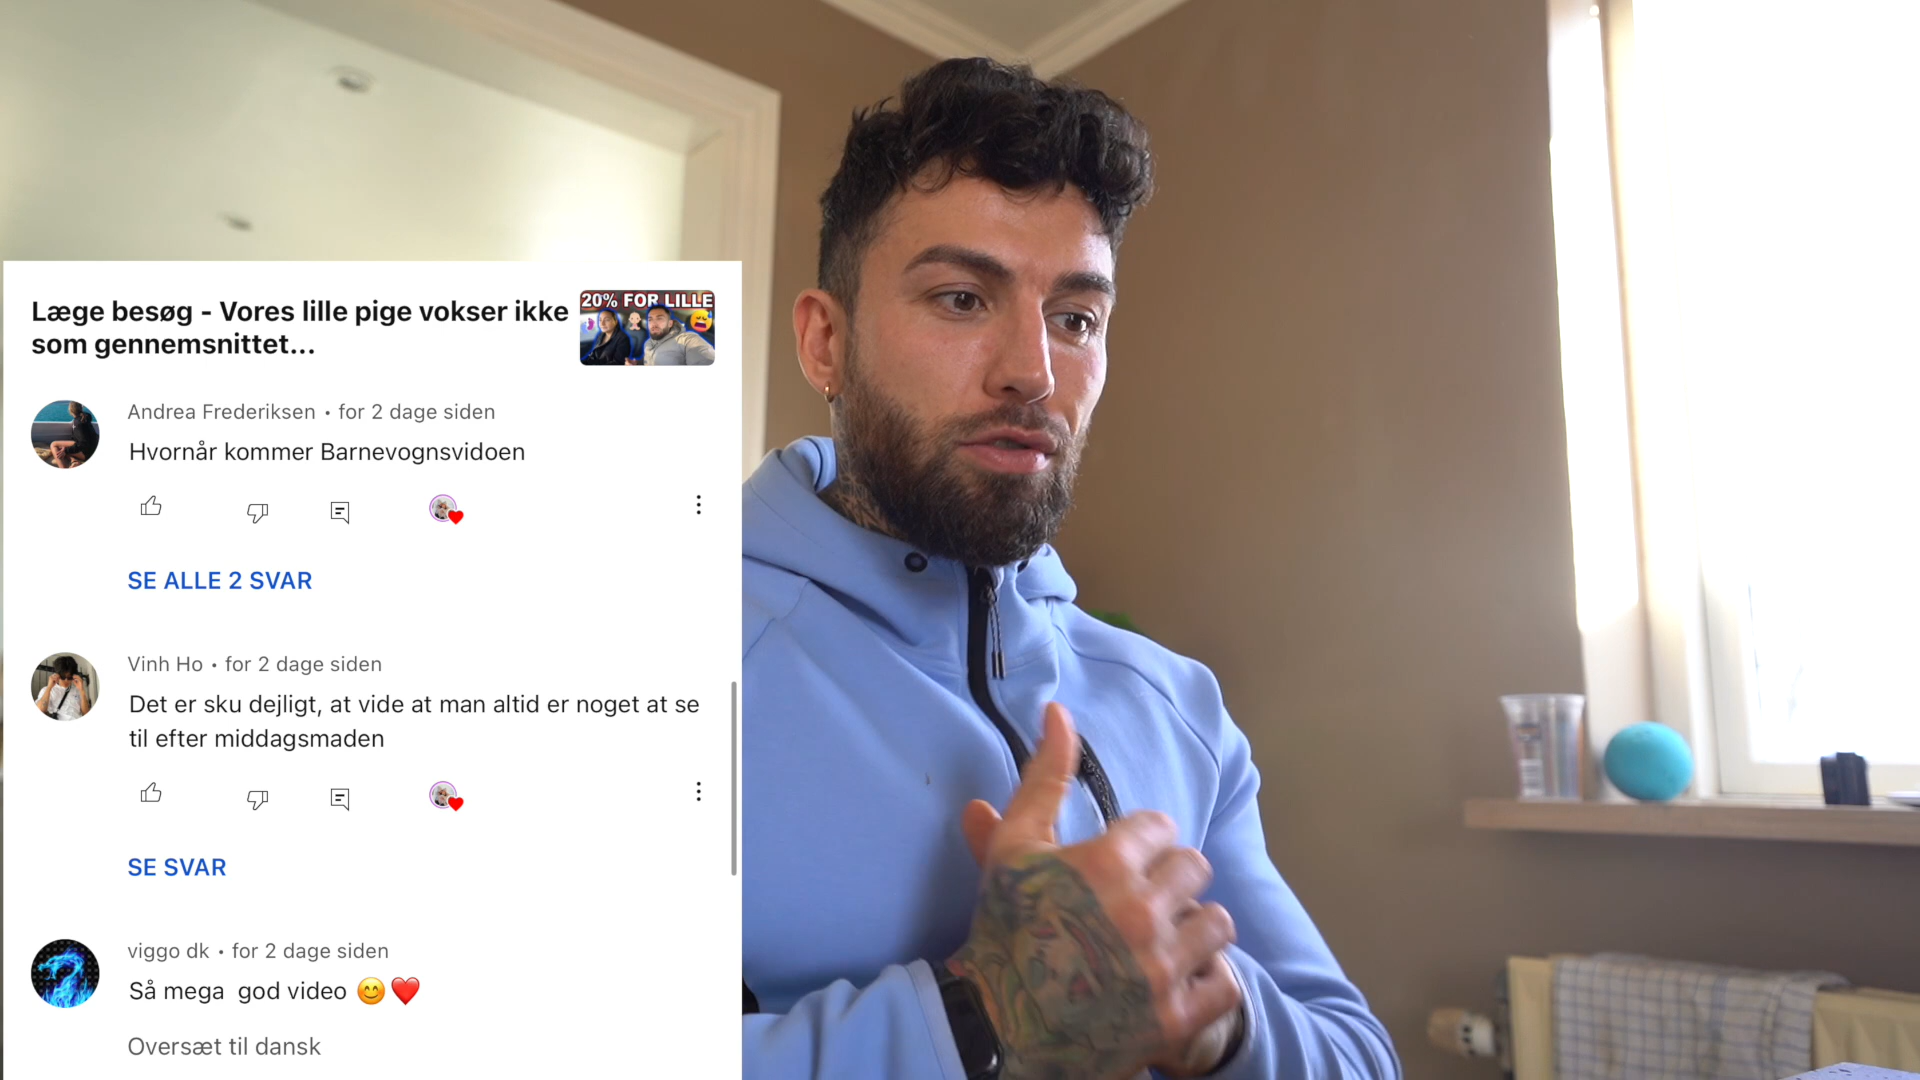 Læge besøg - Vores lille pige vokser ikke
som gennemsnittet...
20% FOR LILLE
Andrea Frederiksen • for 2 dage siden
Hvornår kommer Barnevognsvidoen
SE ALLE 2 SVAR
Vinh Ho • for 2 dage siden
Det er sku dejligt, at vide at man altid er noget at se
til efter middagsmaden
SE SVAR
viggo dk • for 2 dage siden
Så mega god video 😊❤️
Oversæt til dansk